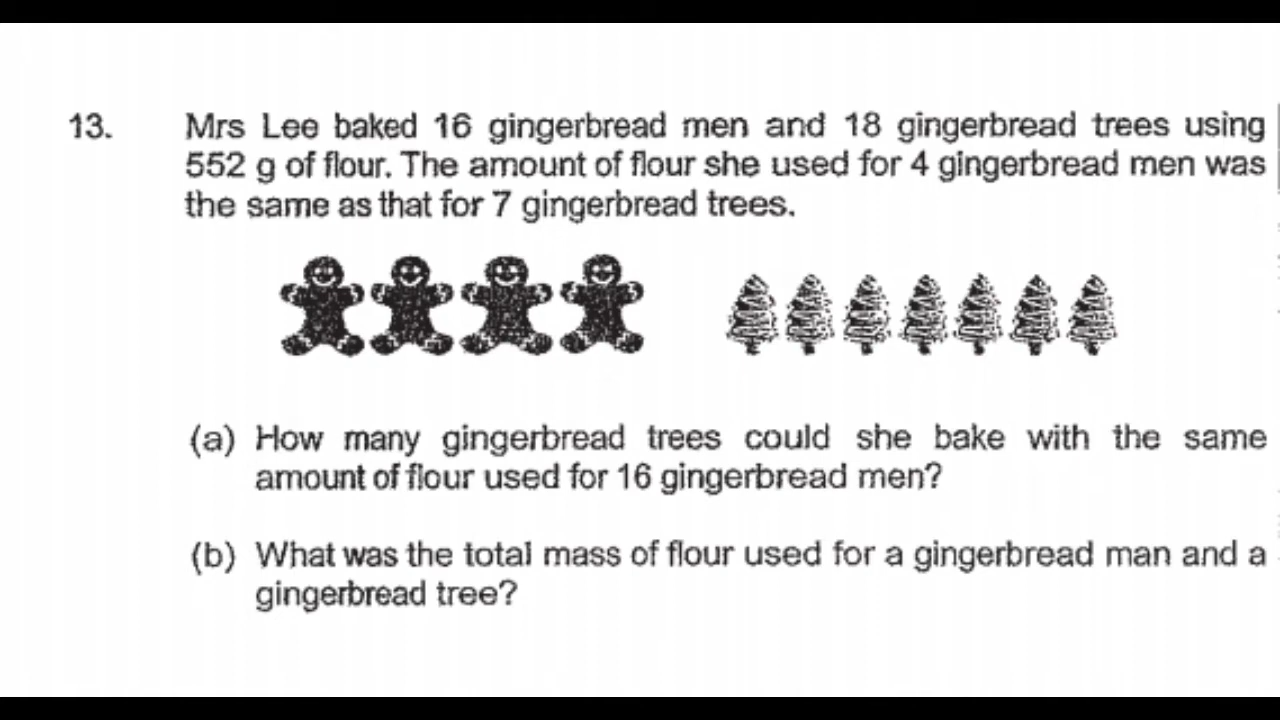 13. Mrs Lee baked 16 gingerbread men and 18 gingerbread trees using
552 g of flour. The amount of flour she used for 4 gingerbread men was
the same as that for 7 gingerbread trees.
(a) How many gingerbread trees could she bake with the same
amount of flour used for 16 gingerbread men?
(b) What was the total mass of flour used for a gingerbread man and a
gingerbread tree?